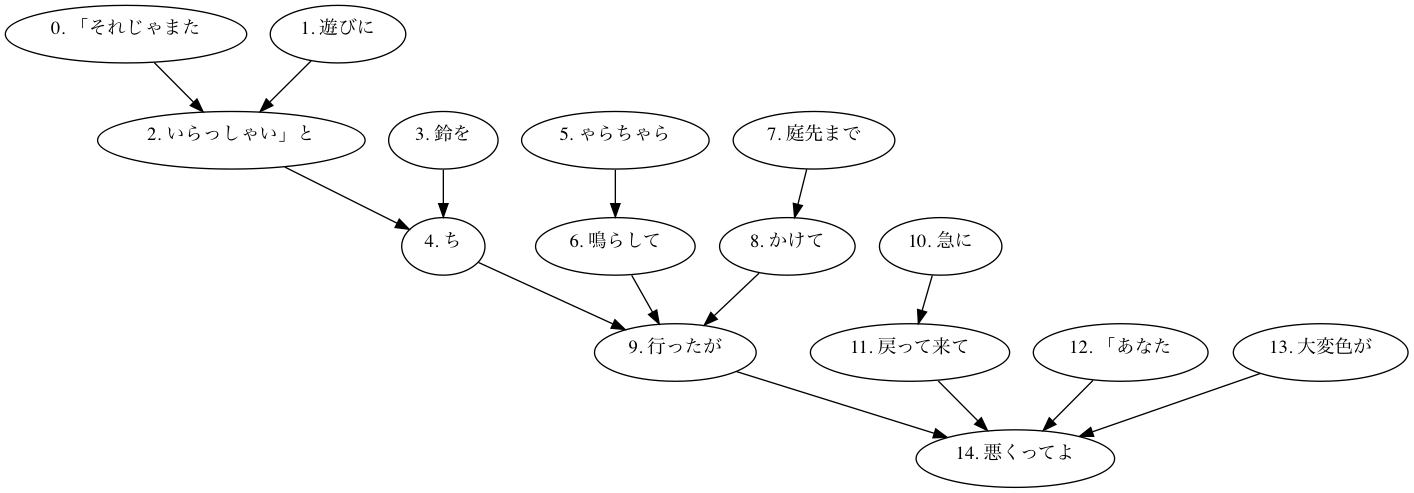 0. 「それじゃまた
1. 遊びに
2. いらっしゃい」と
3. 鈴を
5. ゃらちゃら
7. 庭先まで
4. ち
6. 鳴らして
8. かけて
10. 急に
9. 行ったが
11. 戻って来て
12. 「あなた
13. 大変色が
14. 悪くってよ